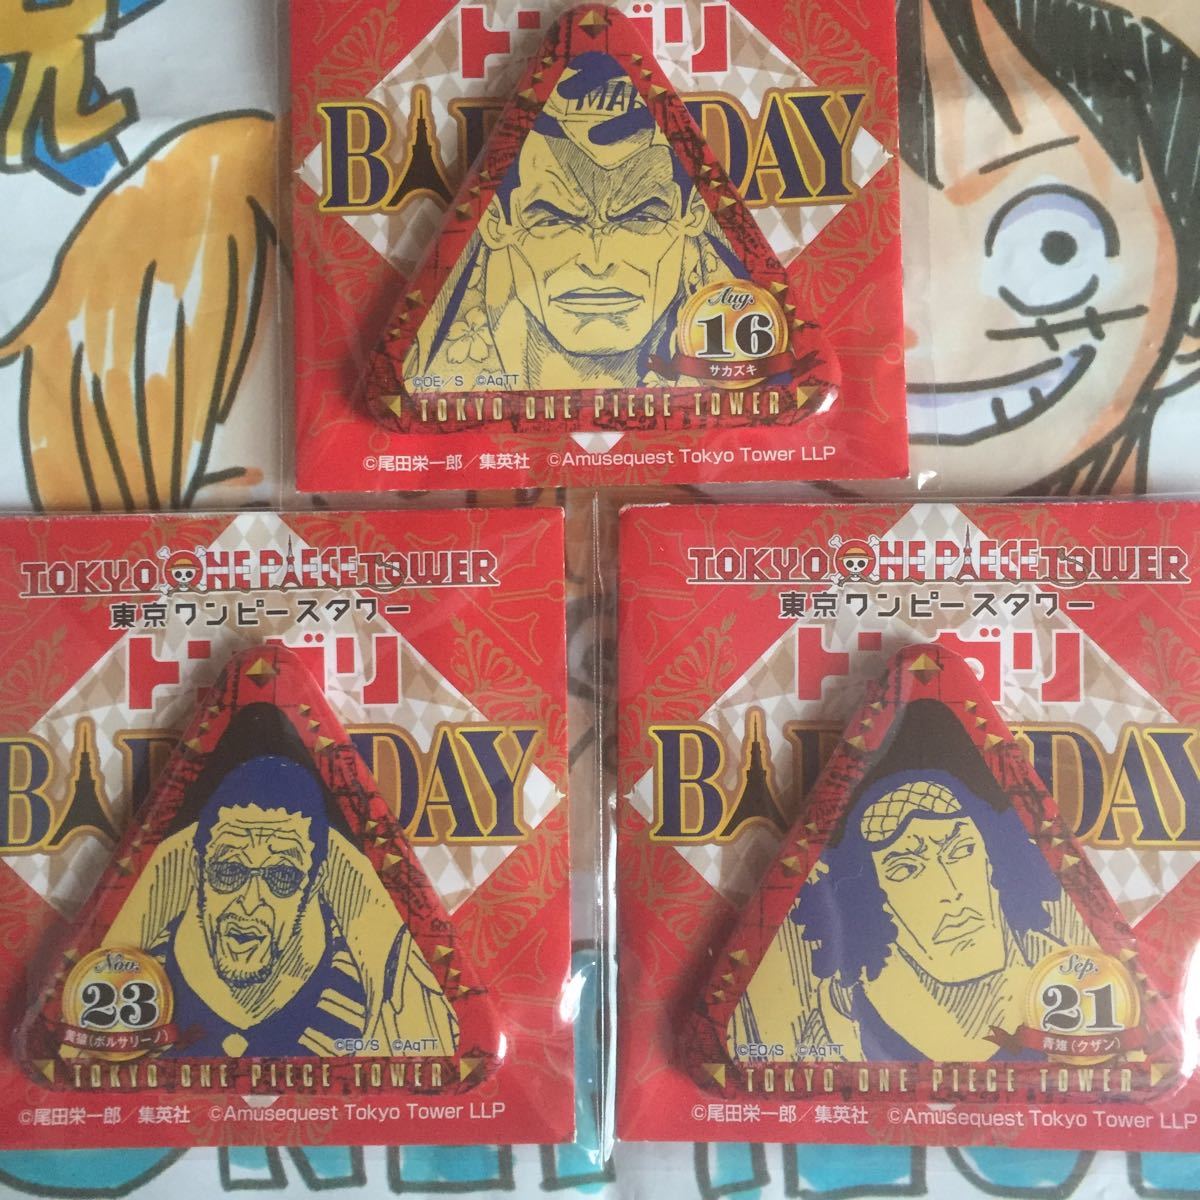 トンガリ
BAR DAY
MAR
Aug.
16
サカズキ
©OE/S ©AqTT
TOKYO ONE PIECE TOWER
©尾田栄一郎/集英社 ©Amusequest Tokyo Tower LLP
TOKYO ONE PIECE TOWER
東京ワンピースタワー
トンガリ
DAY
Nov.
23
黄猿(ボルサリーノ)
©EO/S ©AqTT
TOKYO ONE PIECE TOWER
©尾田栄一郎/集英社 ©Amusequest Tokyo Tower LLP
TOKYO ONE PIECE TOWER
東京ワンピースタワー
トンガリ
DAY
Sep.
21
青雉(クザン)
©EO/S ©AqTT
TOKYO ONE PIECE TOWER
©尾田栄一郎/集英社 ©Amusequest Tokyo Tower LLP